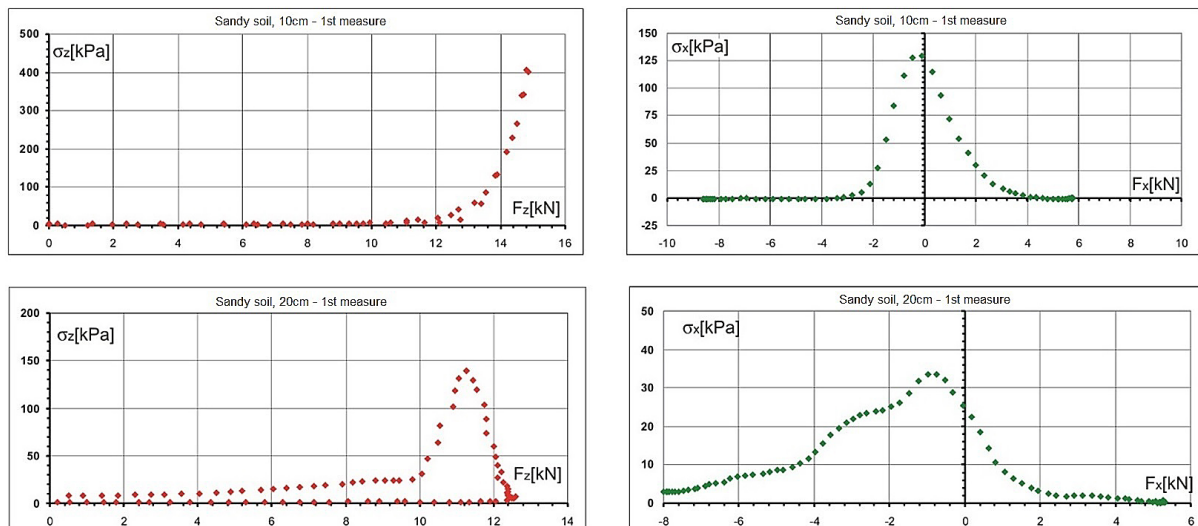 Sandy soil, 10cm - 1st measure
σz[kPa]
500
400
300
200
100
0
Fz[kN]
0 2 4 6 8 10 12 14 16
Sandy soil, 10cm - 1st measure
σx[kPa]
150
125
100
75
50
25
0
-25
Fx[kN]
-10 -8 -6 -4 -2 0 2 4 6 8 10
Sandy soil, 20cm - 1st measure
σz[kPa]
200
150
100
50
0
Fz[kN]
0 2 4 6 8 10 12 14
Sandy soil, 20cm - 1st measure
σx[kPa]
50
40
30
20
10
0
Fx[kN]
-8 -6 -4 -2 0 2 4 6